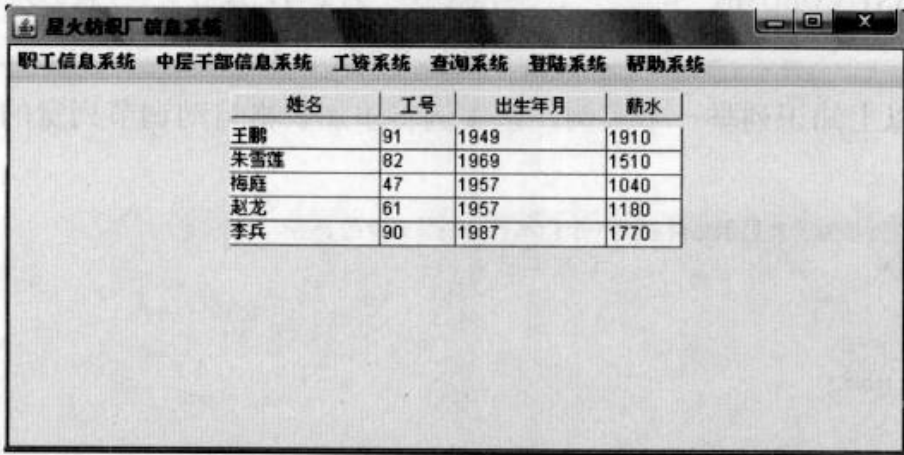 星火纺织厂信息系统
职工信息系统 中层干部信息系统 工资系统 查询系统 登陆系统 帮助系统
姓名 工号 出生年月 薪水
王鹏 91 1949 1910
朱雪莲 82 1969 1510
梅庭 47 1957 1040
赵龙 61 1957 1180
李兵 90 1987 1770